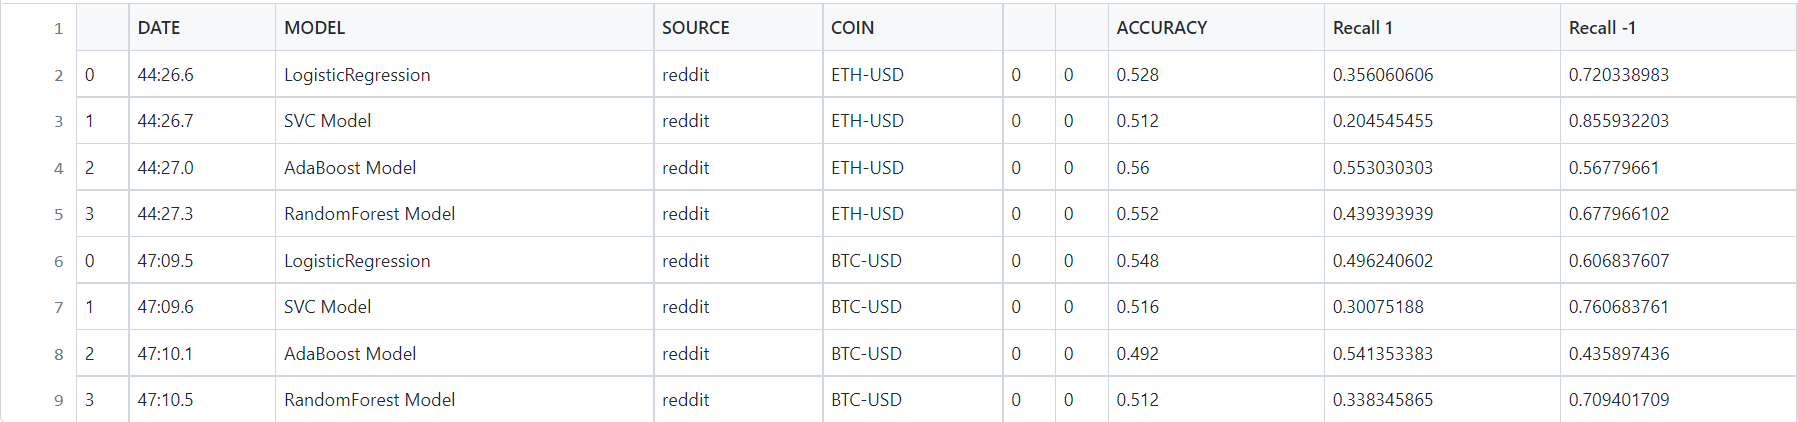 1 DATE MODEL SOURCE COIN ACCURACY Recall 1 Recall -1
2 0 44:26.6 LogisticRegression reddit ETH-USD 0 0 0.528 0.356060606 0.720338983
3 1 44:26.7 SVC Model reddit ETH-USD 0 0 0.512 0.204545455 0.855932203
4 2 44:27.0 AdaBoost Model reddit ETH-USD 0 0 0.56 0.553030303 0.56779661
5 3 44:27.3 RandomForest Model reddit ETH-USD 0 0 0.552 0.439393939 0.677966102
6 0 47:09.5 LogisticRegression reddit BTC-USD 0 0 0.548 0.496240602 0.606837607
7 1 47:09.6 SVC Model reddit BTC-USD 0 0 0.516 0.30075188 0.760683761
8 2 47:10.1 AdaBoost Model reddit BTC-USD 0 0 0.492 0.541353383 0.435897436
9 3 47:10.5 RandomForest Model reddit BTC-USD 0 0 0.512 0.338345865 0.709401709